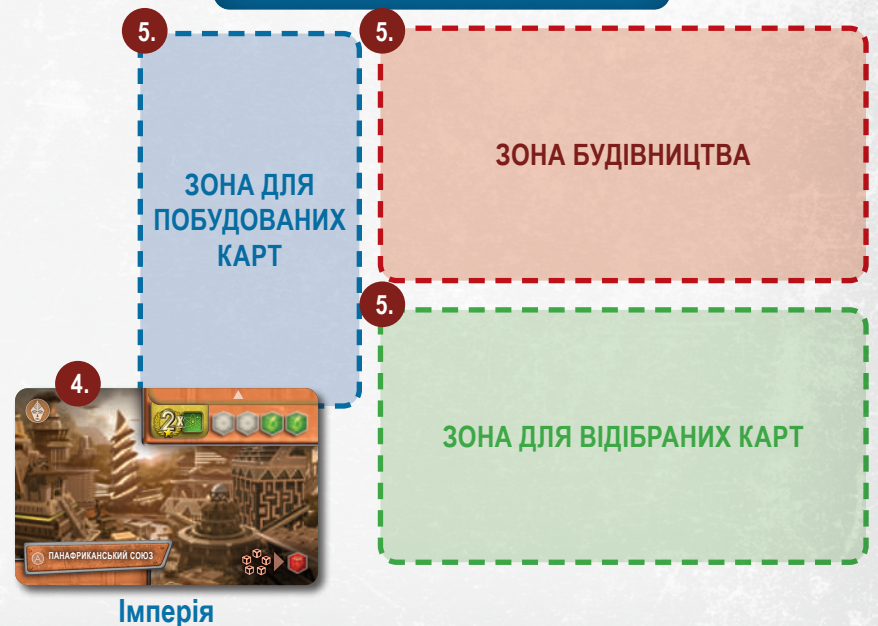 5.
5.
ЗОНА БУДІВНИЦТВА
ЗОНА ДЛЯ
ПОБУДОВАНИХ
КАРТ
5.
4.
2x
ЗОНА ДЛЯ ВІДІБРАНИХ КАРТ
A ПАНАФРИКАНСЬКИЙ СОЮЗ
Імперія